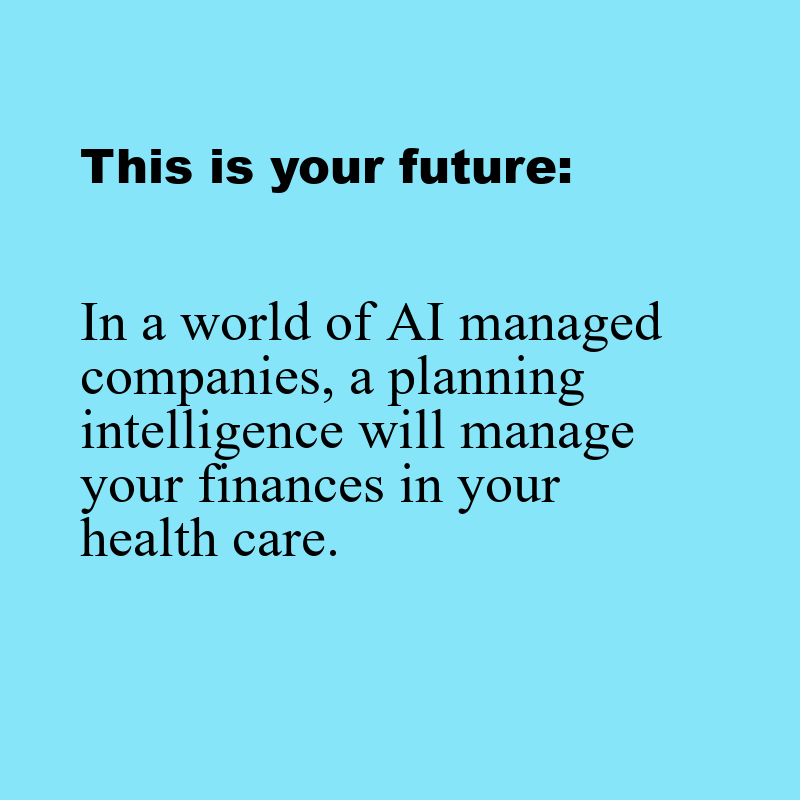 This is your future:
In a world of AI managed
companies, a planning
intelligence will manage
your finances in your
health care.